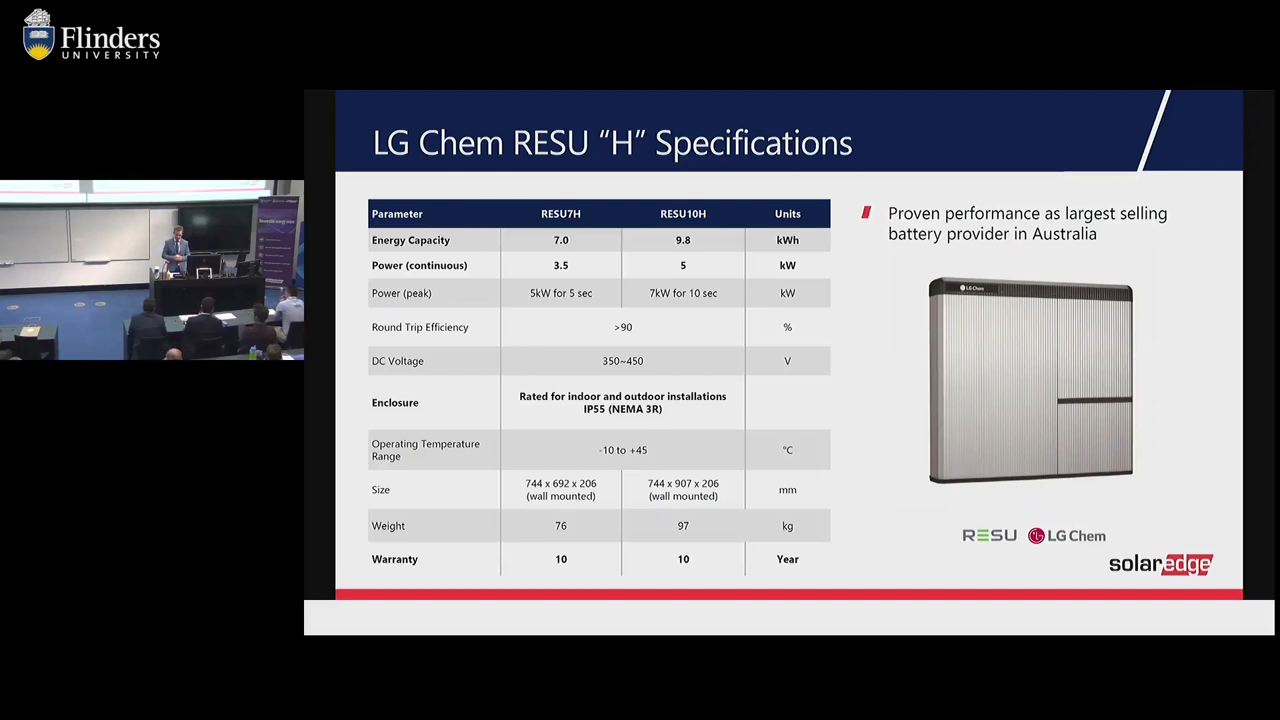 Flinders
UNIVERSITY
LG Chem RESU “H” Specifications
Parameter RESU7H RESU10H Units
Energy Capacity 7.0 9.8 kWh
Power (continuous) 3.5 5 kW
Power (peak) 5kW for 5 sec 7kW for 10 sec kW
Round Trip Efficiency >90 %
DC Voltage 350~450 V
Enclosure Rated for indoor and outdoor installations
IP55 (NEMA 3R)
Operating Temperature
Range -10 to +45 °C
Size 744 x 692 x 206
(wall mounted) 744 x 907 x 206
(wall mounted) mm
Weight 76 97 kg
Warranty 10 10 Year
Proven performance as largest selling
battery provider in Australia
LG Chem
RESU LG Chem
solaredge